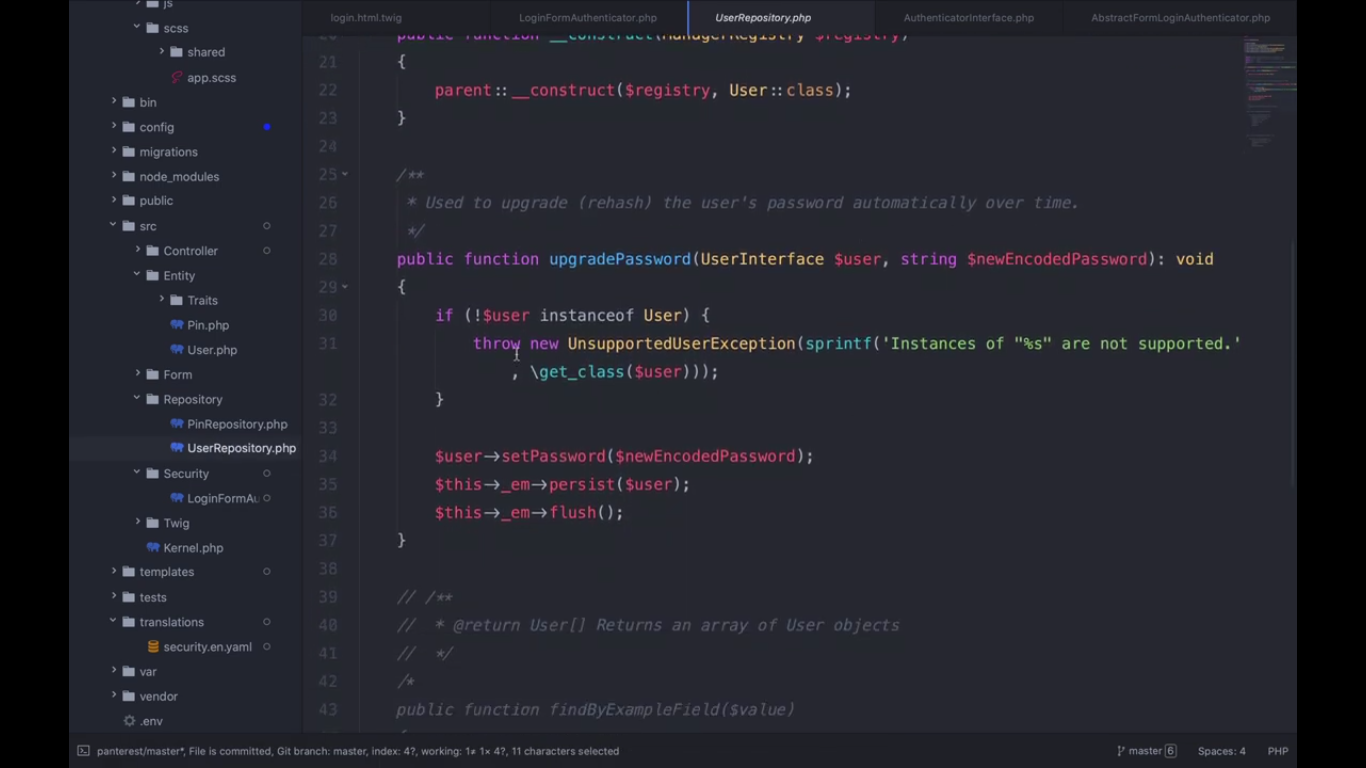 js
scss
shared
app.scss
bin
config
migrations
node_modules
public
src
Controller
Entity
Traits
Pin.php
User.php
Form
Repository
PinRepository.php
UserRepository.php
Security
LoginFormAu
Twig
Kernel.php
templates
tests
translations
security.en.yaml
var
vendor
.env
login.html.twig LoginFormAuthenticator.php UserRepository.php AuthenticatorInterface.php AbstractFormLoginAuthenticator.php
20 public function __construct(ManagerRegistry $registry)
21 {
22 parent::__construct($registry, User::class);
23 }
24
25 /**
26 * Used to upgrade (rehash) the user's password automatically over time.
27 */
28 public function upgradePassword(UserInterface $user, string $newEncodedPassword): void
29 {
30 if (!$user instanceof User) {
31 throw new UnsupportedUserException(sprintf('Instances of "%s" are not supported.'
, \get_class($user)));
32 }
33
34 $user→setPassword($newEncodedPassword);
35 $this→_em→persist($user);
36 $this→_em→flush();
37 }
38
39 // /**
40 // * @return User[] Returns an array of User objects
41 // */
42 /*
43 public function findByExampleField($value)
panterest/master*, File is committed, Git branch: master, index: 4?, working: 1≠ 1× 4?, 11 characters selected master 6 Spaces: 4 PHP